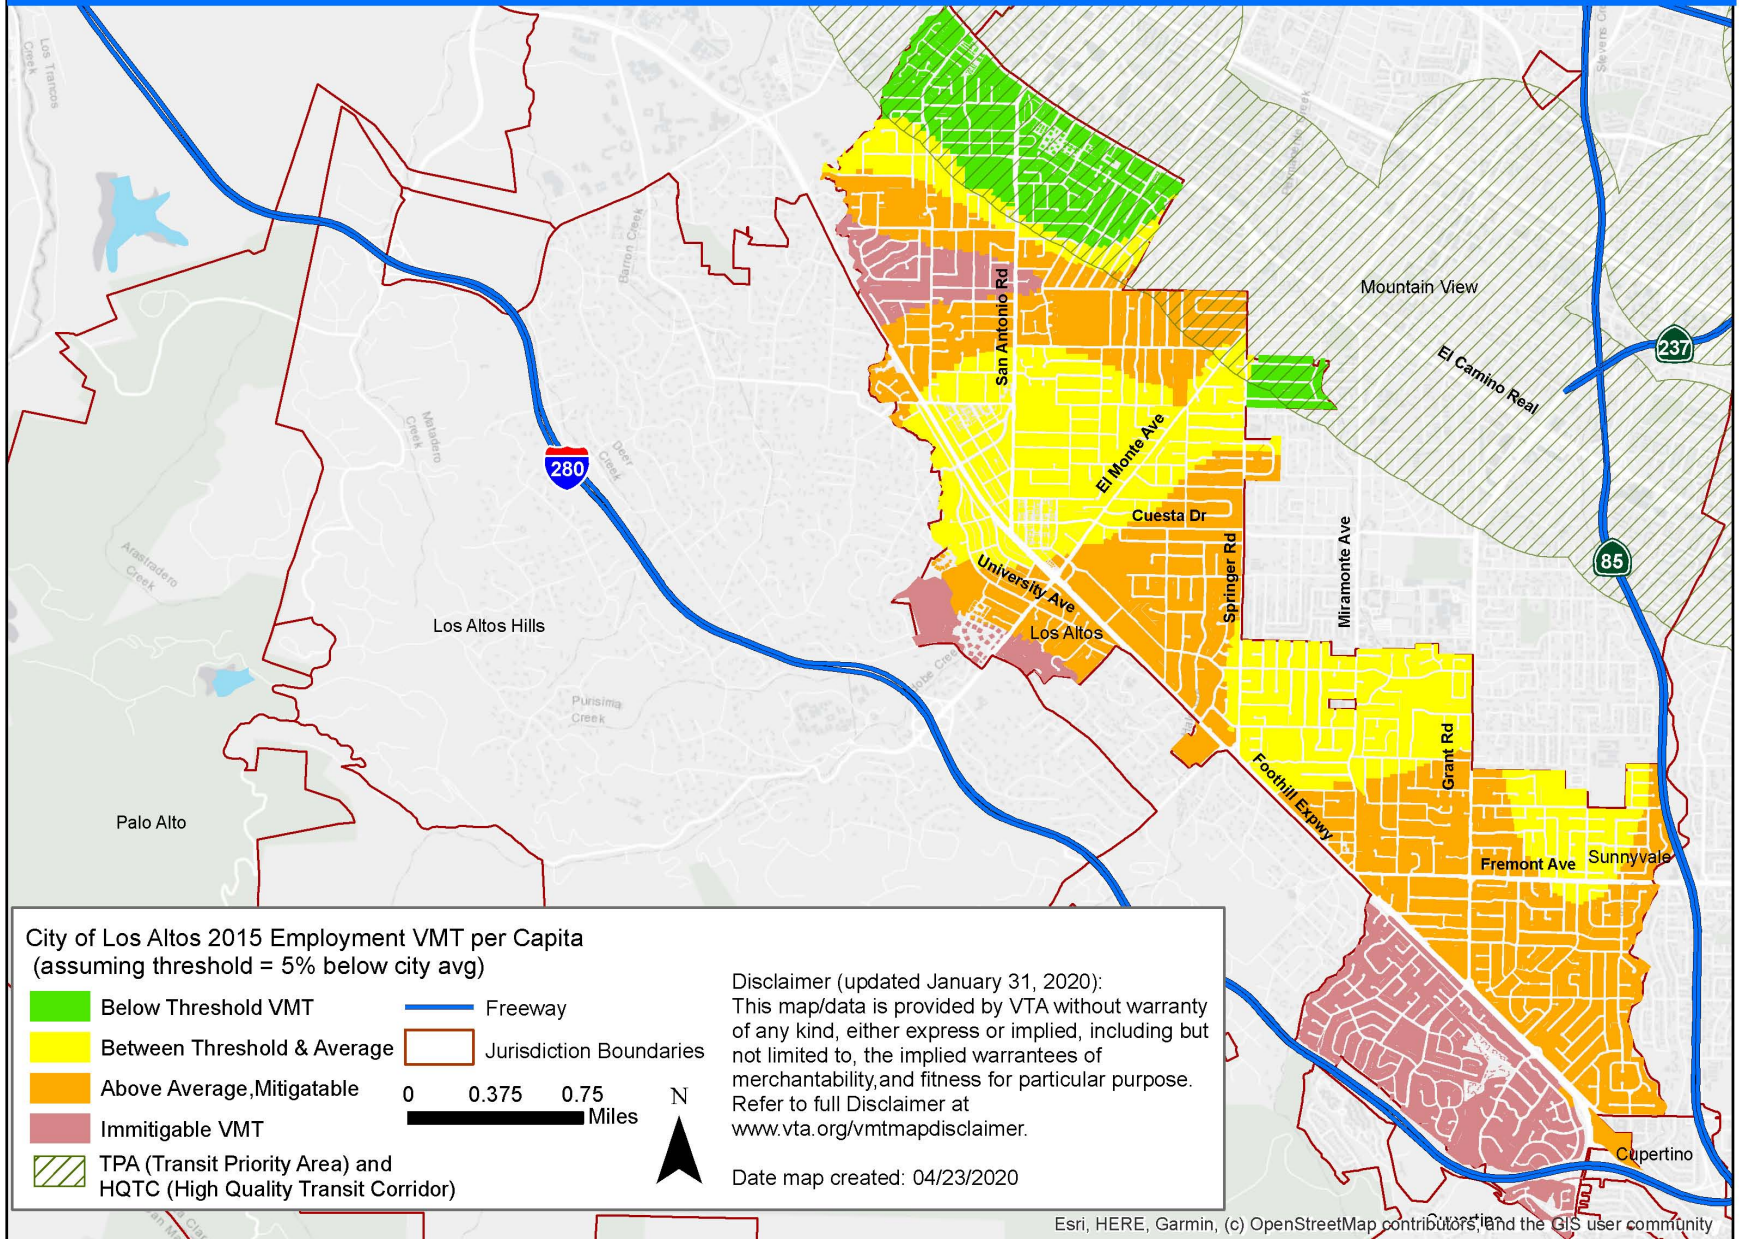 Los Trancos
Creek
Stevens Cr
Barron Creek
Mountain View
237
El Camino Real
San Antonio Rd
El Monte Ave
Matadero
Creek
Deer
Creek
280
Cuesta Dr
Arastradero
Creek
85
Springer Rd
Miramonte Ave
University Ave
Los Altos Hills
Los Altos
Purisima
Creek
Grant Rd
Foothill Expwy
Palo Alto
Fremont Ave
Sunnyvale
City of Los Altos 2015 Employment VMT per Capita
(assuming threshold = 5% below city avg)
Below Threshold VMT
Between Threshold & Average
Above Average,Mitigatable
Immitigable VMT
TPA (Transit Priority Area) and
HQTC (High Quality Transit Corridor)
Freeway
Jurisdiction Boundaries
0 0.375 0.75
Miles
N
Disclaimer (updated January 31, 2020):
This map/data is provided by VTA without warranty
of any kind, either express or implied, including but
not limited to, the implied warrantees of
merchantability,and fitness for particular purpose.
Refer to full Disclaimer at
www.vta.org/vmtmapdisclaimer.
Date map created: 04/23/2020
Cupertino
Cupertino
Esri, HERE, Garmin, (c) OpenStreetMap contributors, and the GIS user community